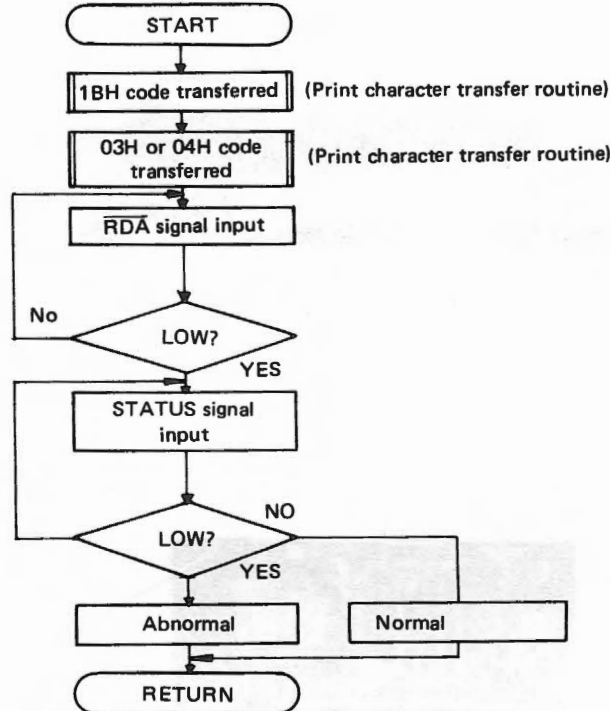 START
1BH code transferred (Print character transfer routine)
03H or 04H code
transferred (Print character transfer routine)
R̅D̅A̅ signal input
No
LOW?
YES
STATUS signal
input
NO
LOW?
YES
Abnormal Normal
RETURN